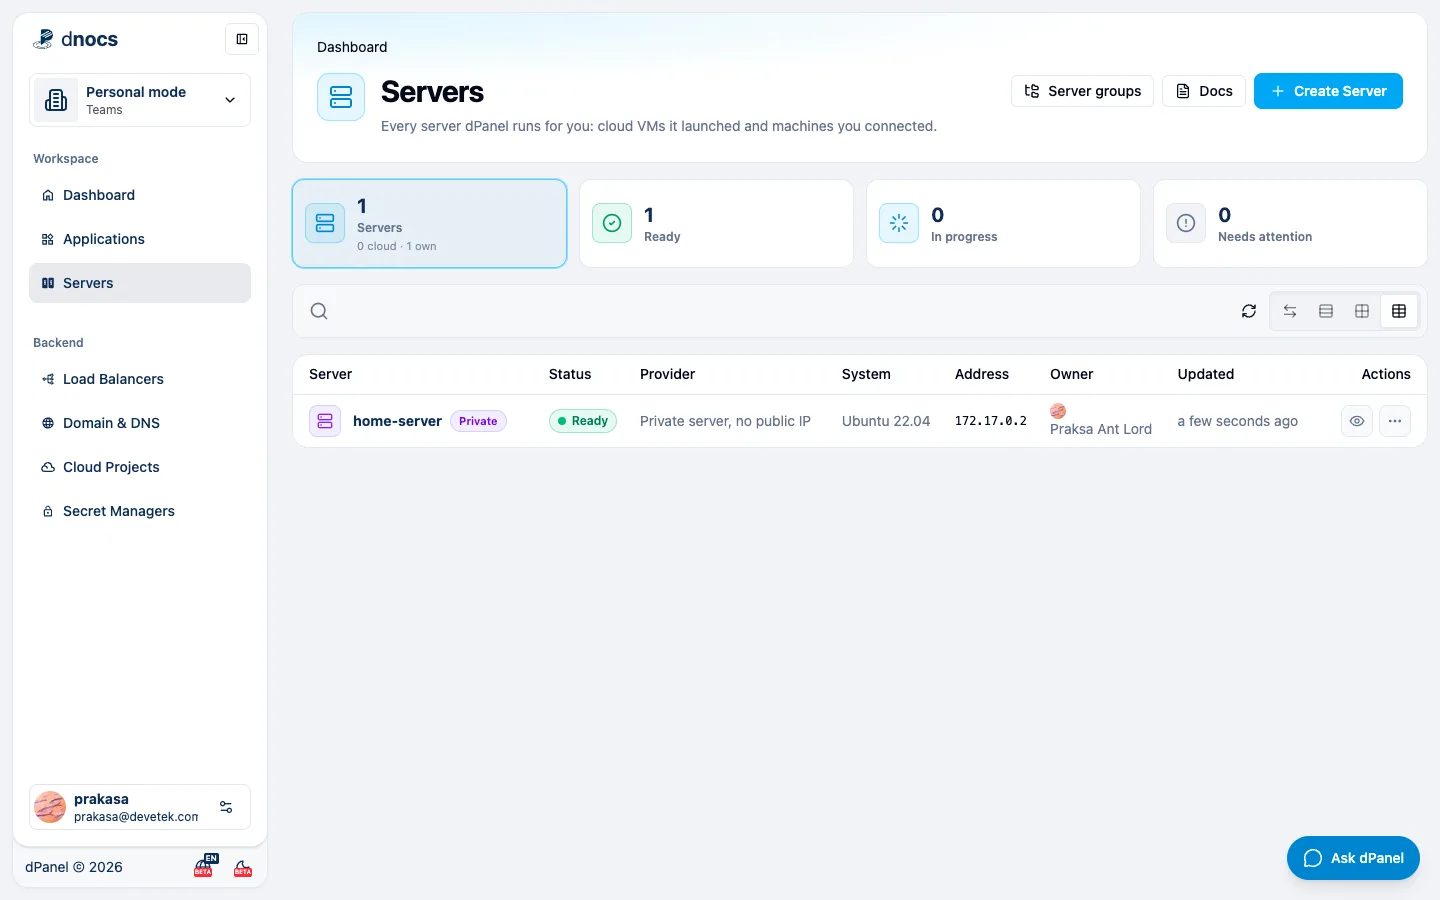 dnocs
Personal mode
Teams
Workspace
Dashboard
Applications
Servers
Backend
Load Balancers
Domain & DNS
Cloud Projects
Secret Managers
prakasa
prakasa@devetek.com
dPanel © 2026
EN
BETA
BETA
Dashboard
Servers
Every server dPanel runs for you: cloud VMs it launched and machines you connected.
Server groups
Docs
Create Server
1
Servers
0 cloud · 1 own
1
Ready
0
In progress
0
Needs attention
Server Status Provider System Address Owner Updated Actions
home-server Private Ready Private server, no public IP Ubuntu 22.04 172.17.0.2 Praksa Ant Lord a few seconds ago
Ask dPanel